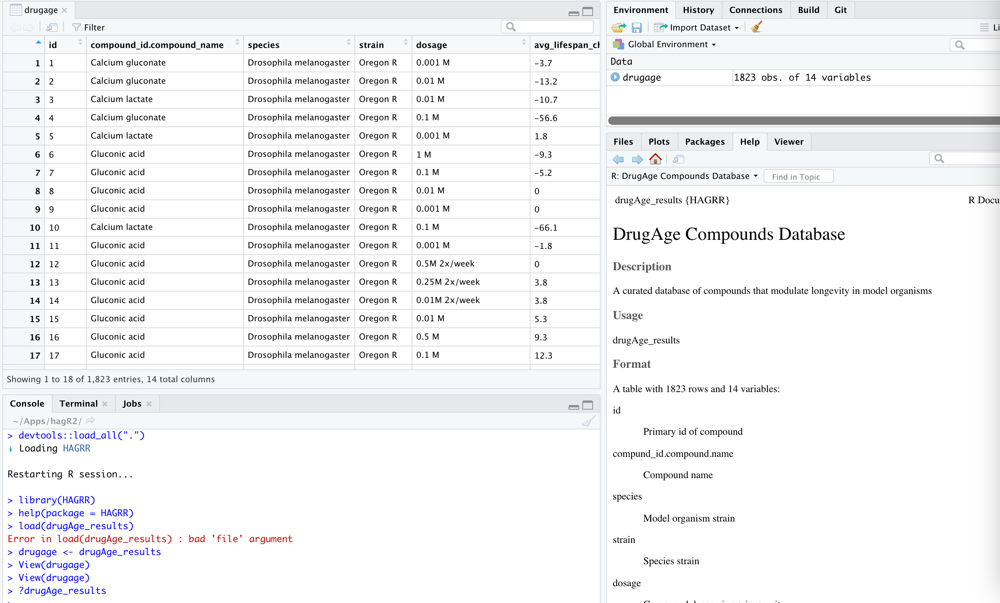 drugage
Filter
id compound_id.compound_name species strain dosage avg_lifespan_ch
1 1 Calcium gluconate Drosophila melanogaster Oregon R 0.001 M −3.7
2 2 Calcium gluconate Drosophila melanogaster Oregon R 0.01 M −13.2
3 3 Calcium lactate Drosophila melanogaster Oregon R 0.01 M −10.7
4 4 Calcium gluconate Drosophila melanogaster Oregon R 0.1 M −56.6
5 5 Calcium lactate Drosophila melanogaster Oregon R 0.001 M 1.8
6 6 Gluconic acid Drosophila melanogaster Oregon R 1 M −9.3
7 7 Gluconic acid Drosophila melanogaster Oregon R 0.1 M −5.2
8 8 Gluconic acid Drosophila melanogaster Oregon R 0.01 M 0
9 9 Gluconic acid Drosophila melanogaster Oregon R 0.001 M 0
10 10 Calcium lactate Drosophila melanogaster Oregon R 0.1 M −66.1
11 11 Gluconic acid Drosophila melanogaster Oregon R 0.001 M −1.8
12 12 Gluconic acid Drosophila melanogaster Oregon R 0.5M 2x/week 0
13 13 Gluconic acid Drosophila melanogaster Oregon R 0.25M 2x/week 3.8
14 14 Gluconic acid Drosophila melanogaster Oregon R 0.01M 2x/week 3.8
15 15 Gluconic acid Drosophila melanogaster Oregon R 0.01 M 5.3
16 16 Gluconic acid Drosophila melanogaster Oregon R 0.5 M 9.3
17 17 Gluconic acid Drosophila melanogaster Oregon R 0.1 M 12.3
Showing 1 to 18 of 1,823 entries, 14 total columns
Console Terminal Jobs
~/Apps/hagR2/
> devtools::load_all(".")
i Loading HAGRR
Restarting R session...
> library(HAGRR)
> help(package = HAGRR)
> load(drugAge_results)
Error in load(drugAge_results) : bad 'file' argument
> drugage <- drugAge_results
> View(drugage)
> View(drugage)
> ?drugAge_results
>
Environment History Connections Build Git
Import Dataset Li
Global Environment
Data
drugage 1823 obs. of 14 variables
Files Plots Packages Help Viewer
R: DrugAge Compounds Database Find in Topic
drugAge_results {HAGRR} R Docu
DrugAge Compounds Database
Description
A curated database of compounds that modulate longevity in model organisms
Usage
drugAge_results
Format
A table with 1823 rows and 14 variables:
id
Primary id of compound
compund_id.compound.name
Compound name
species
Model organism strain
strain
Species strain
dosage